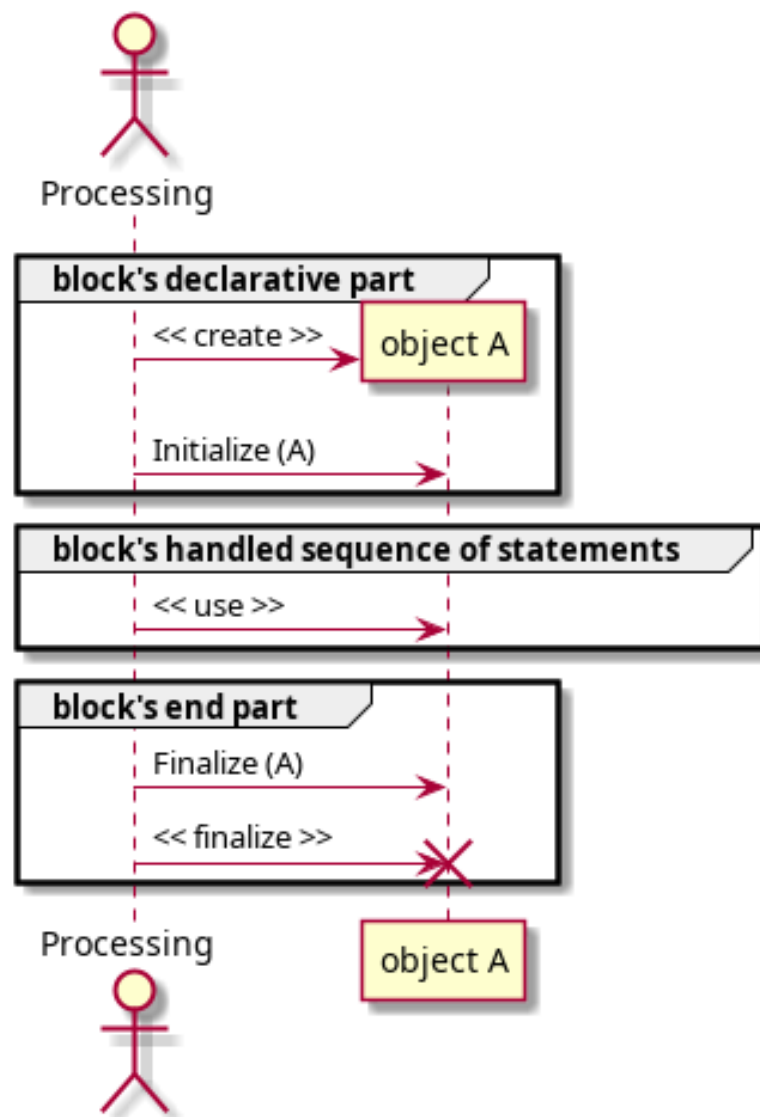 Processing
block's declarative part
<< create >>
object A
Initialize (A)
block's handled sequence of statements
<< use >>
block's end part
Finalize (A)
<< finalize >>
Processing
object A